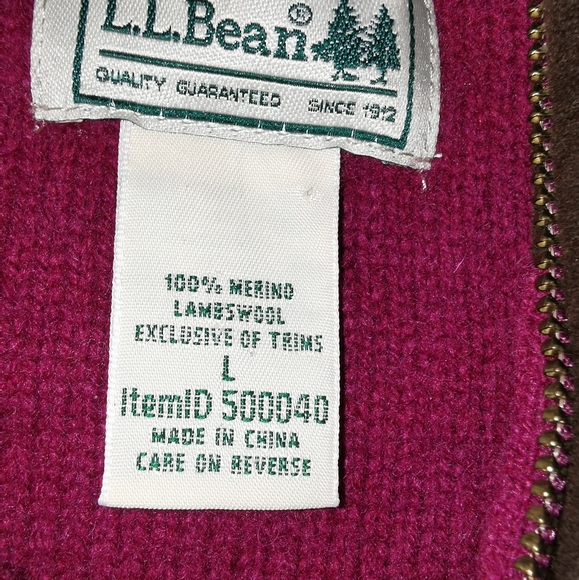 L.L.Bean®
QUALITY GUARANTEED SINCE 1912
100% MERINO
LAMBSWOOL
EXCLUSIVE OF TRIMS
L
ItemID 500040
MADE IN CHINA
CARE ON REVERSE